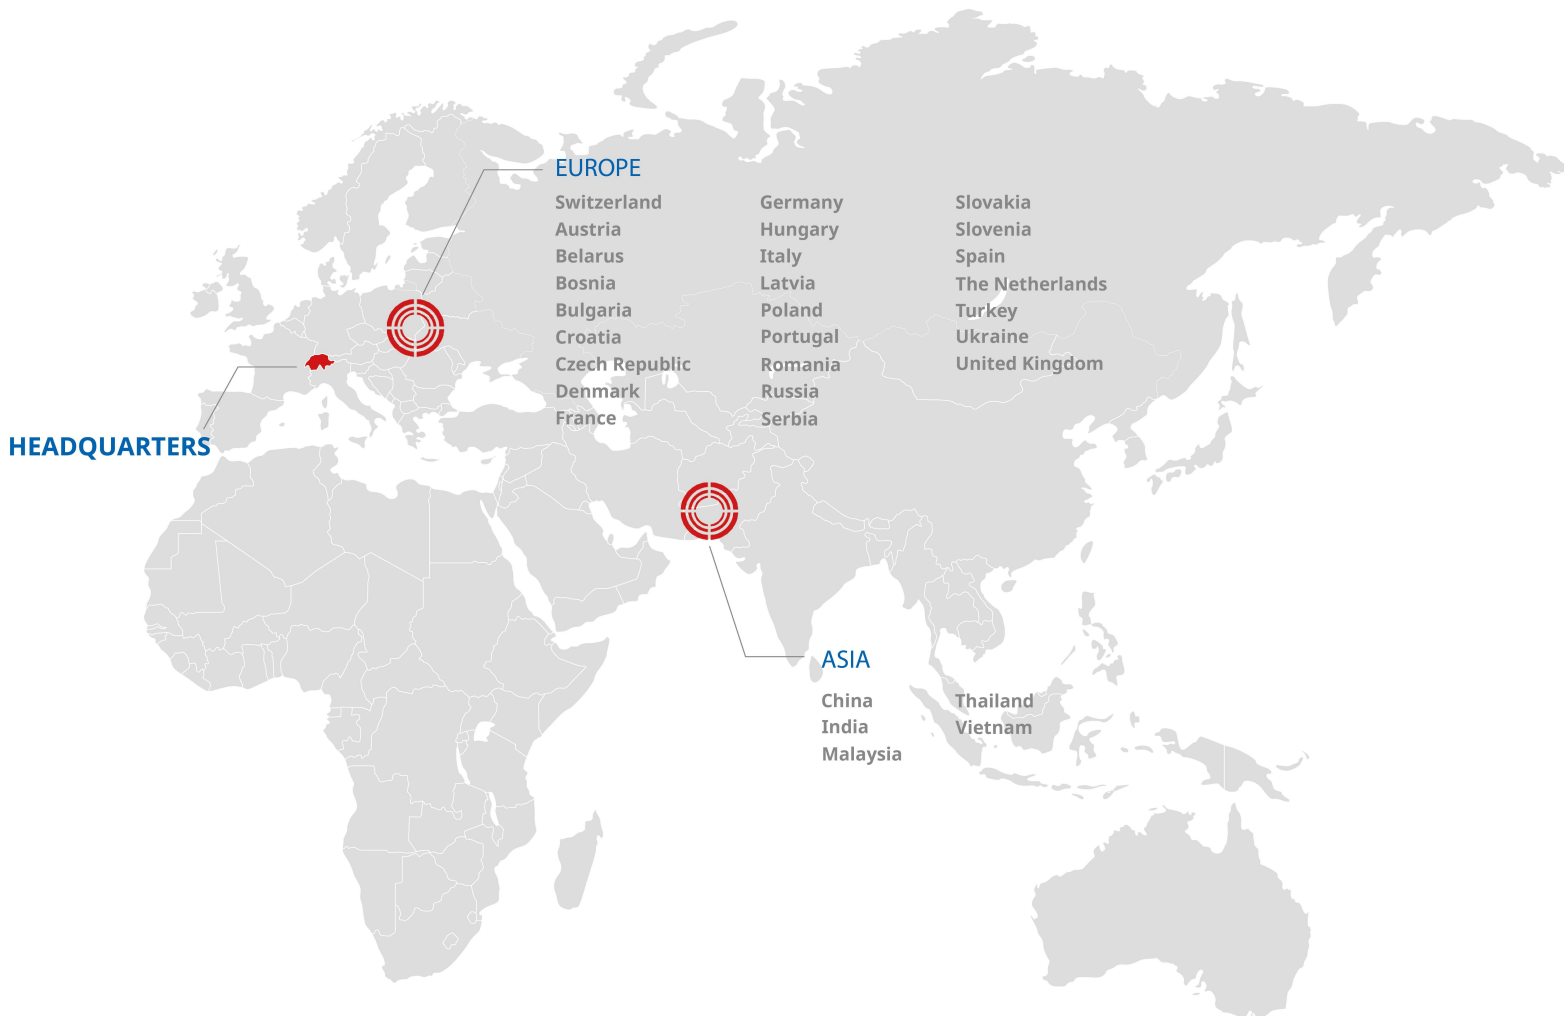 EUROPE
Switzerland
Austria
Belarus
Bosnia
Bulgaria
Croatia
Czech Republic
Denmark
France
Germany
Hungary
Italy
Latvia
Poland
Portugal
Romania
Russia
Serbia
Slovakia
Slovenia
Spain
The Netherlands
Turkey
Ukraine
United Kingdom
HEADQUARTERS
ASIA
China
India
Malaysia
Thailand
Vietnam